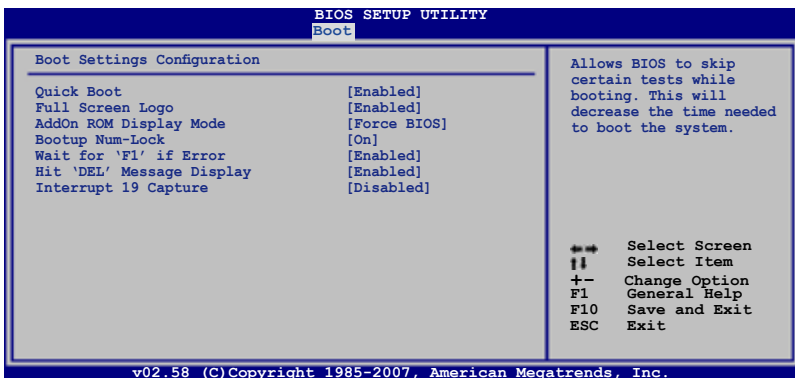 BIOS SETUP UTILITY
Boot
Boot Settings Configuration
Quick Boot [Enabled]
Full Screen Logo [Enabled]
AddOn ROM Display Mode [Force BIOS]
Bootup Num-Lock [On]
Wait for ‘F1’ if Error [Enabled]
Hit ‘DEL’ Message Display [Enabled]
Interrupt 19 Capture [Disabled]
Allows BIOS to skip
certain tests while
booting. This will
decrease the time needed
to boot the system.
←→ Select Screen
↑↓ Select Item
+- Change Option
F1 General Help
F10 Save and Exit
ESC Exit
v02.58 (C)Copyright 1985-2007, American Megatrends, Inc.